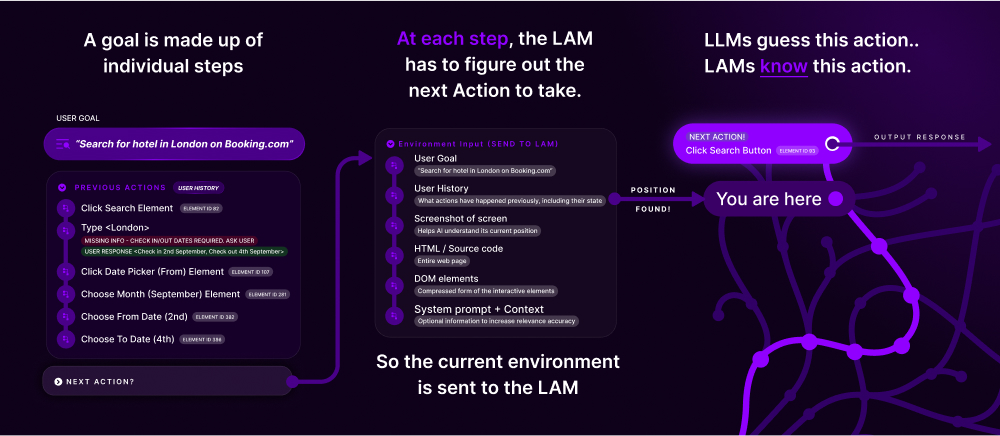 A goal is made up of
individual steps
USER GOAL
"Search for hotel in London on Booking.com"
PREVIOUS ACTIONS
USER HISTORY
Click Search Element
ELEMENT ID 82
Type <London>
MISSING INFO - CHECK IN/OUT DATES REQUIRED, ASK USER
USER RESPONSE <Check in 2nd September, Check out 4th September>
Click Date Picker (From) Element
ELEMENT ID 107
Choose Month (September) Element
ELEMENT ID 281
Choose From Date (2nd)
ELEMENT ID 382
Choose To Date (4th)
ELEMENT ID 386
NEXT ACTION?
At each step, the LAM
has to figure out the
next Action to take.
Environment Input (SEND TO LAM)
User Goal
"Search for hotel in London on Booking.com"
User History
What actions have happened previously, including their state
Screenshot of screen
Helps AI understand its current position
HTML / Source code
Entire web page
DOM elements
Compressed form of the interactive elements
System prompt + Context
Optional information to increase relevance accuracy
So the current environment
is sent to the LAM
POSITION
FOUND!
LLMs guess this action..
LAMs know this action.
NEXT ACTION!
Click Search Button
ELEMENT ID 93
OUTPUT RESPONSE
You are here